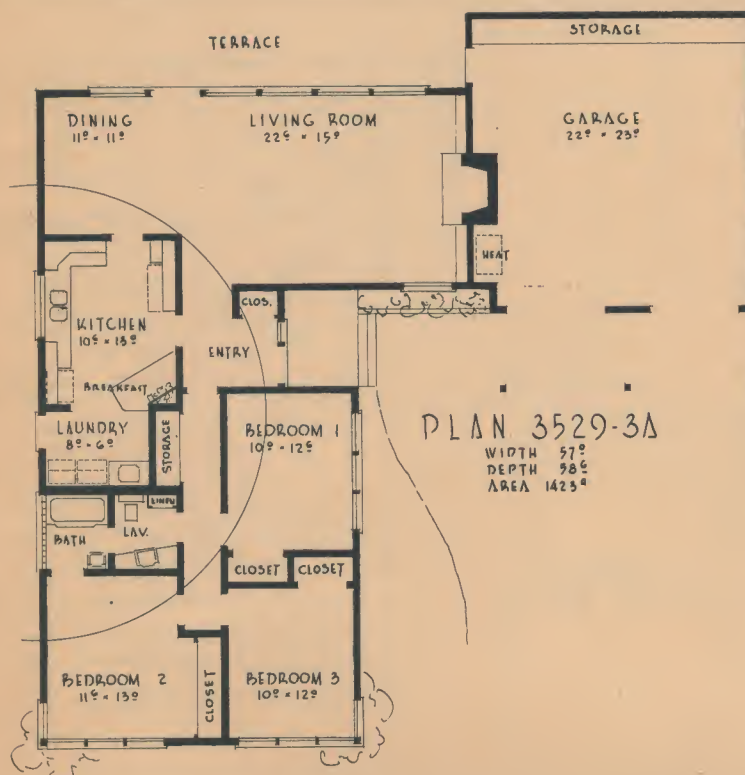 TERRACE
STORAGE
DINING
11⁰ × 11⁰
LIVING ROOM
22⁶ × 15⁰
GARAGE
22⁰ × 23⁰
HEAT
CLOS.
KITCHEN
10⁶ × 13⁰
ENTRY
BREAKFAST
LAUNDRY
8⁰ × 6⁰
STORAGE
BEDROOM 1
10⁰ × 12⁶
PLAN 3529-3A
WIDTH 57⁰
DEPTH 58⁶
AREA 1423
LINEN
BATH
LAV.
CLOSET
CLOSET
BEDROOM 2
11⁶ × 13⁰
CLOSET
BEDROOM 3
10⁰ × 12⁰